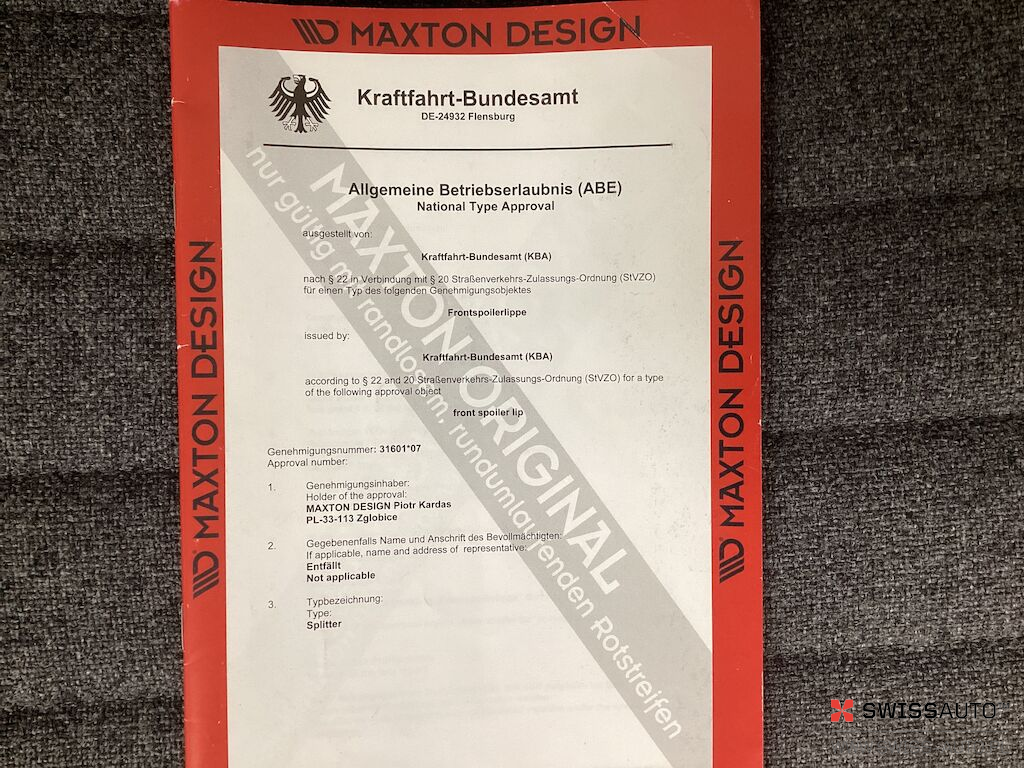 MAXTON DESIGN
Kraftfahrt-Bundesamt
DE-24932 Flensburg
Allgemeine Betriebserlaubnis (ABE)
National Type Approval
ausgestellt von:
Kraftfahrt-Bundesamt (KBA)
nach § 22 in Verbindung mit § 20 Straßenverkehrs-Zulassungs-Ordnung (StVZO)
für einen Typ des folgenden Genehmigungsobjektes
Frontspoilerlippe
issued by:
Kraftfahrt-Bundesamt (KBA)
according to § 22 and 20 Straßenverkehrs-Zulassungs-Ordnung (StVZO) for a type
of the following approval object
front spoiler lip
Genehmigungsnummer: 31601*07
Approval number:
1. Genehmigungsinhaber:
Holder of the approval:
MAXTON DESIGN Piotr Kardas
PL-33-113 Zglobice
2. Gegebenenfalls Name und Anschrift des Bevollmächtigten:
If applicable, name and address of representative:
Entfällt
Not applicable
3. Typbezeichnung:
Type:
Splitter
MAXTON ORIGINAL
nur gültig mit randlosem, rundumlaufenden Rotstreifen
MAXTON DESIGN
MAXTON DESIGN
SWISSAUTO